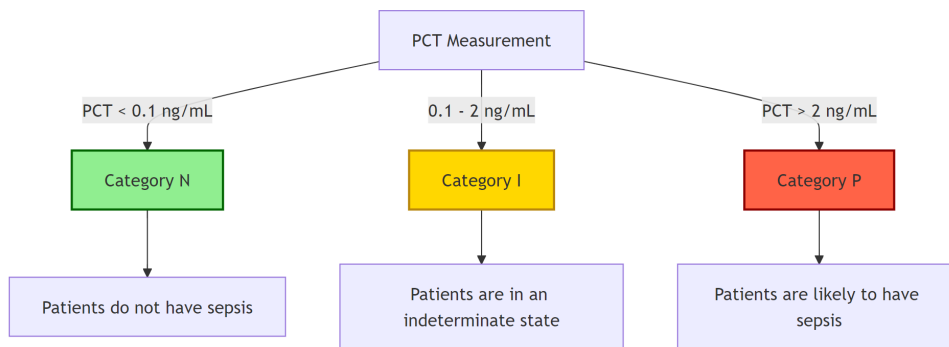 PCT Measurement
PCT < 0.1 ng/mL
0.1 - 2 ng/mL
PCT > 2 ng/mL
Category N
Category I
Category P
Patients do not have sepsis
Patients are in an
indeterminate state
Patients are likely to have
sepsis